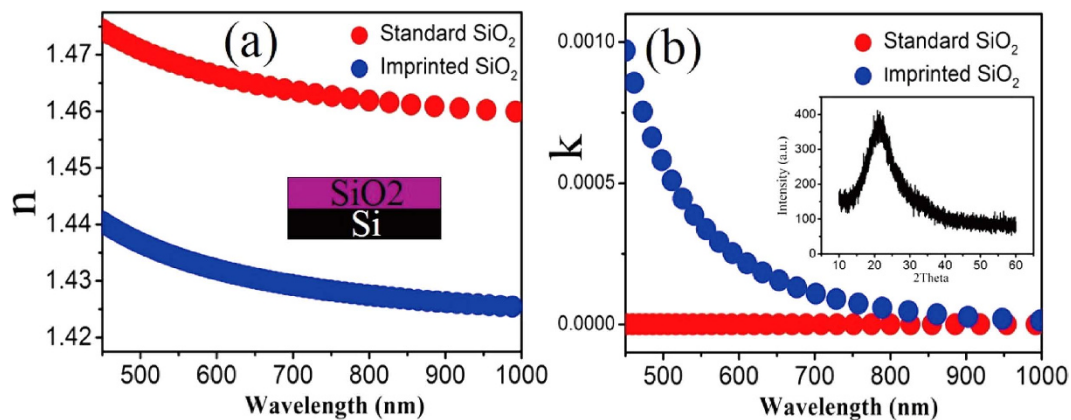 (a)
Standard SiO₂
Imprinted SiO₂
n
1.47
1.46
1.44
1.43
1.42
SiO2
Si
500 600 700 800 900 1000
Wavelength (nm)
(b)
Standard SiO₂
Imprinted SiO₂
k
0.0010
0.0005
0.0000
Intensity (a.u.)
400
300
200
100
10 20 30 40 50 60
2Theta
500 600 700 800 900 1000
Wavelength (nm)